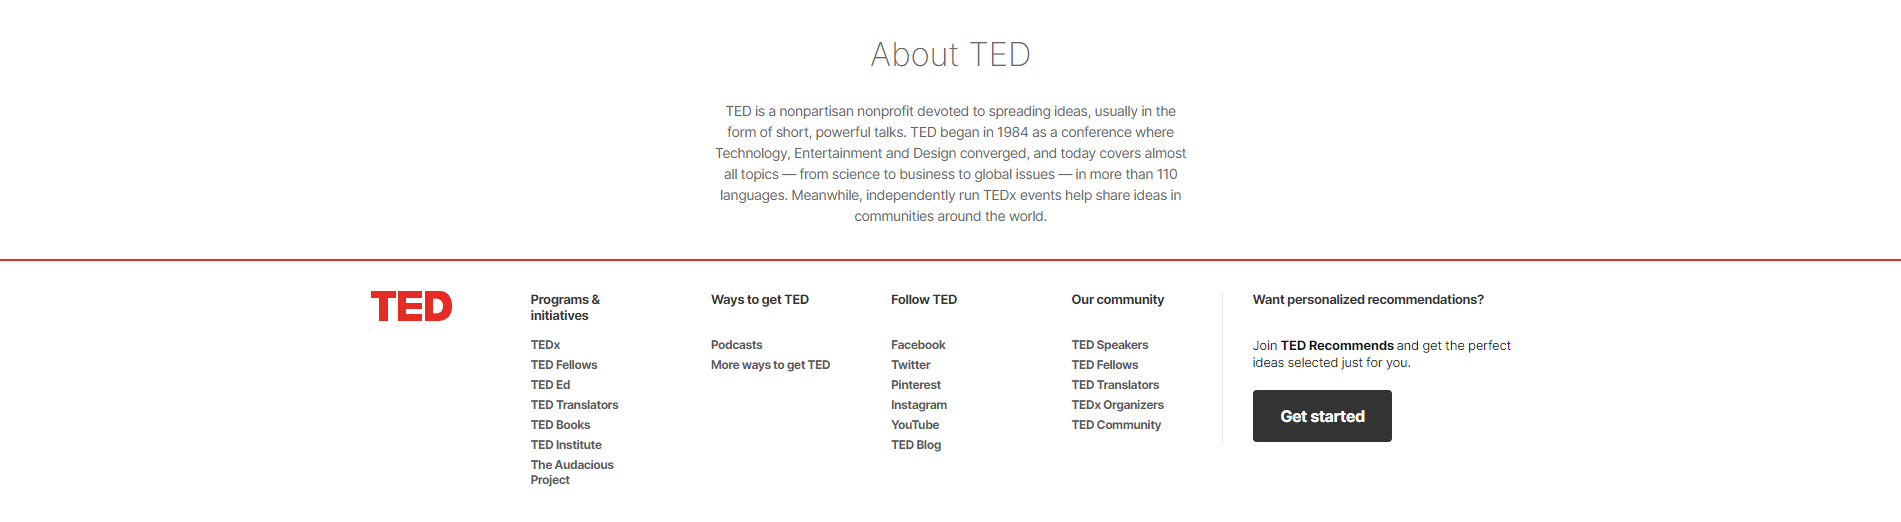 About TED
TED is a nonpartisan nonprofit devoted to spreading ideas, usually in the
form of short, powerful talks. TED began in 1984 as a conference where
Technology, Entertainment and Design converged, and today covers almost
all topics — from science to business to global issues — in more than 110
languages. Meanwhile, independently run TEDx events help share ideas in
communities around the world.
TED
Programs &
initiatives
TEDx
TED Fellows
TED Ed
TED Translators
TED Books
TED Institute
The Audacious
Project
Ways to get TED
Podcasts
More ways to get TED
Follow TED
Facebook
Twitter
Pinterest
Instagram
YouTube
TED Blog
Our community
TED Speakers
TED Fellows
TED Translators
TEDx Organizers
TED Community
Want personalized recommendations?
Join TED Recommends and get the perfect
ideas selected just for you.
Get started